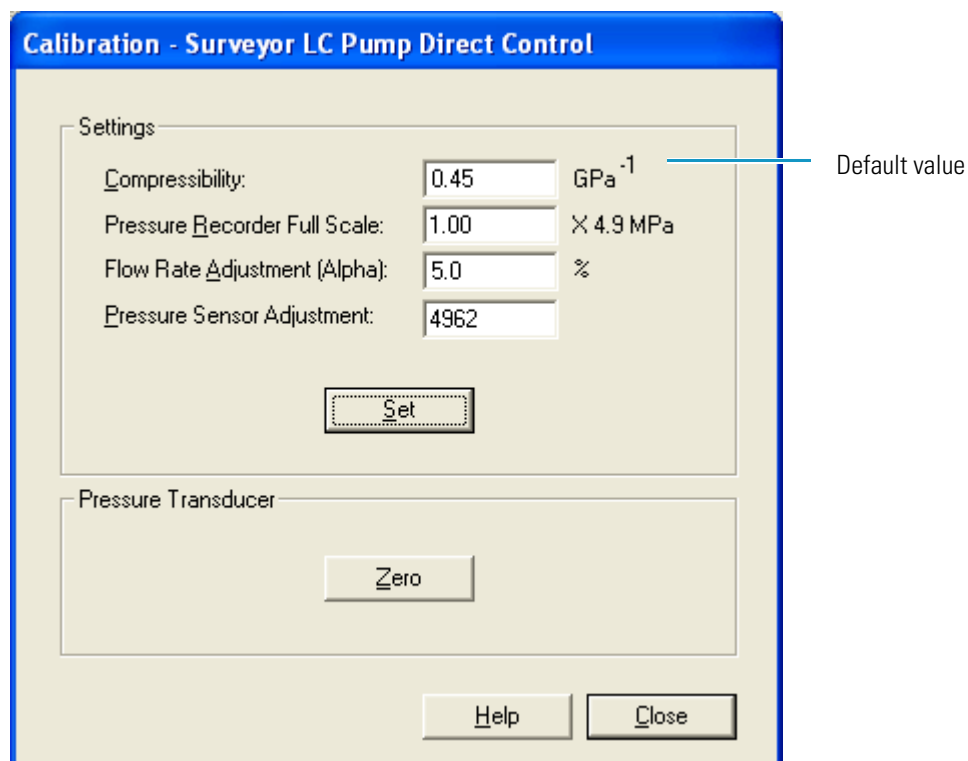 Calibration - Surveyor LC Pump Direct Control
Settings
Compressibility: 0.45 GPa-1 Default value
Pressure Recorder Full Scale: 1.00 X 4.9 MPa
Flow Rate Adjustment (Alpha): 5.0 %
Pressure Sensor Adjustment: 4962
Set
Pressure Transducer
Zero
Help Close